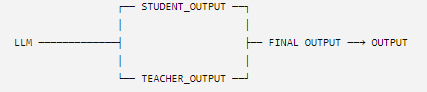 STUDENT_OUTPUT
LLM FINAL OUTPUT → OUTPUT
TEACHER_OUTPUT